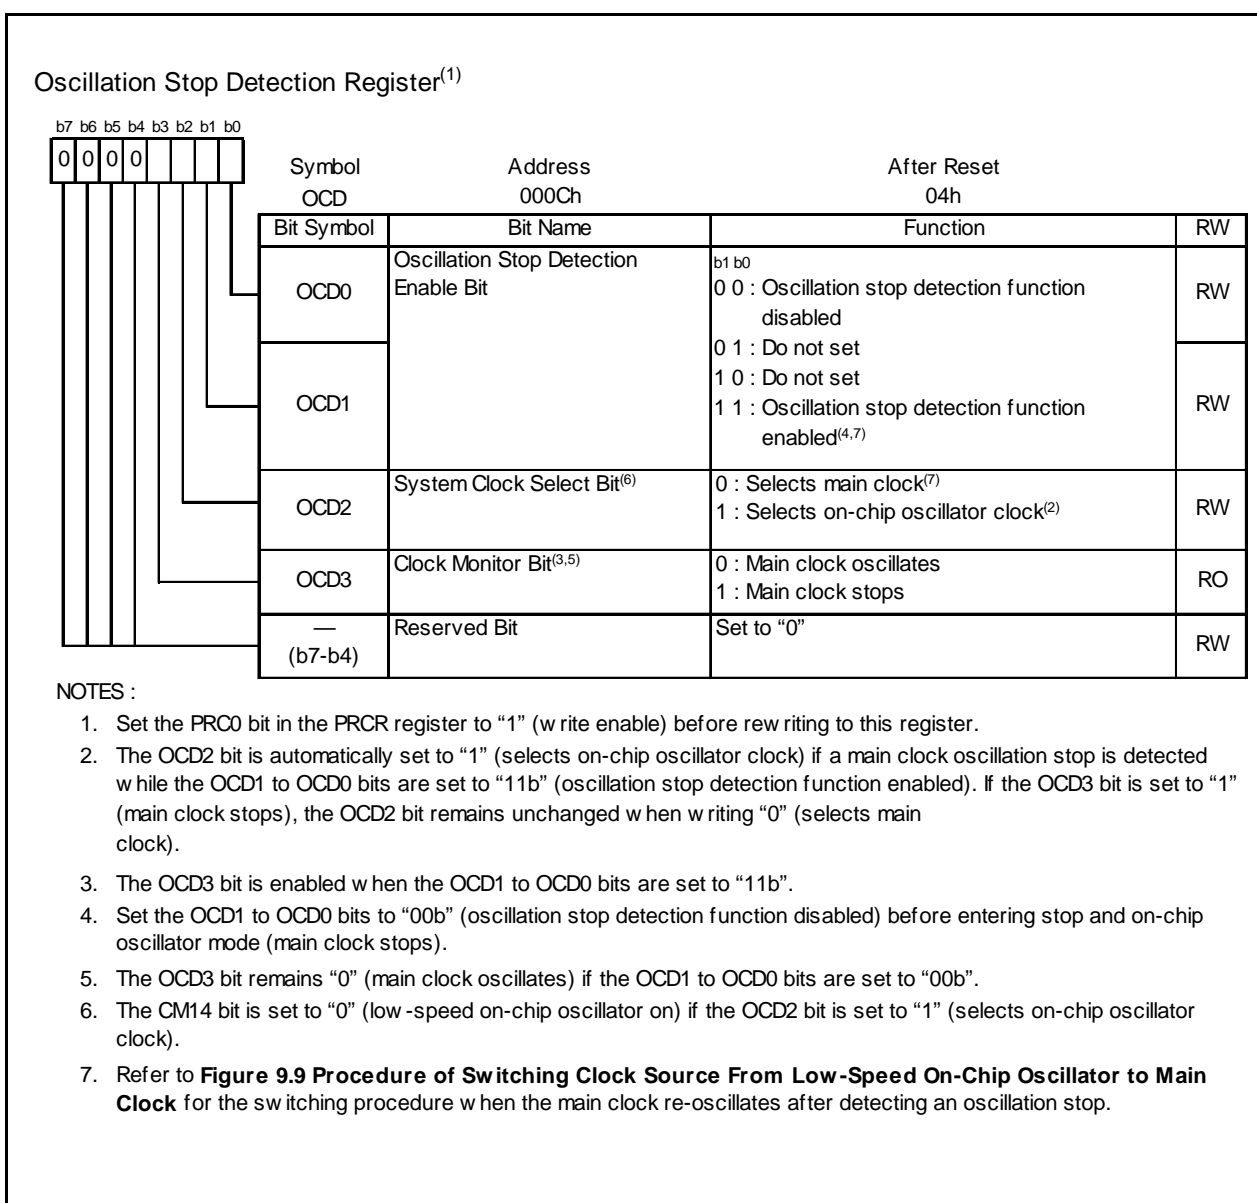 Oscillation Stop Detection Register(1)
b7 b6 b5 b4 b3 b2 b1 b0
0 0 0 0
Symbol Address After Reset
OCD 000Ch 04h
Bit Symbol Bit Name Function RW
OCD0 Oscillation Stop Detection Enable Bit b1 b0 RW
0 0 : Oscillation stop detection function
disabled
0 1 : Do not set
1 0 : Do not set
OCD1 1 1 : Oscillation stop detection function RW
enabled(4,7)
OCD2 System Clock Select Bit(6) 0 : Selects main clock(7) RW
1 : Selects on-chip oscillator clock(2)
OCD3 Clock Monitor Bit(3,5) 0 : Main clock oscillates RO
1 : Main clock stops
— Reserved Bit Set to “0” RW
(b7-b4)
NOTES :
1. Set the PRC0 bit in the PRCR register to “1” (write enable) before rewriting to this register.
2. The OCD2 bit is automatically set to “1” (selects on-chip oscillator clock) if a main clock oscillation stop is detected
while the OCD1 to OCD0 bits are set to “11b” (oscillation stop detection function enabled). If the OCD3 bit is set to “1”
(main clock stops), the OCD2 bit remains unchanged when writing “0” (selects main
clock).
3. The OCD3 bit is enabled when the OCD1 to OCD0 bits are set to “11b”.
4. Set the OCD1 to OCD0 bits to “00b” (oscillation stop detection function disabled) before entering stop and on-chip
oscillator mode (main clock stops).
5. The OCD3 bit remains “0” (main clock oscillates) if the OCD1 to OCD0 bits are set to “00b”.
6. The CM14 bit is set to “0” (low-speed on-chip oscillator on) if the OCD2 bit is set to “1” (selects on-chip oscillator
clock).
7. Refer to Figure 9.9 Procedure of Switching Clock Source From Low-Speed On-Chip Oscillator to Main
Clock for the switching procedure when the main clock re-oscillates after detecting an oscillation stop.